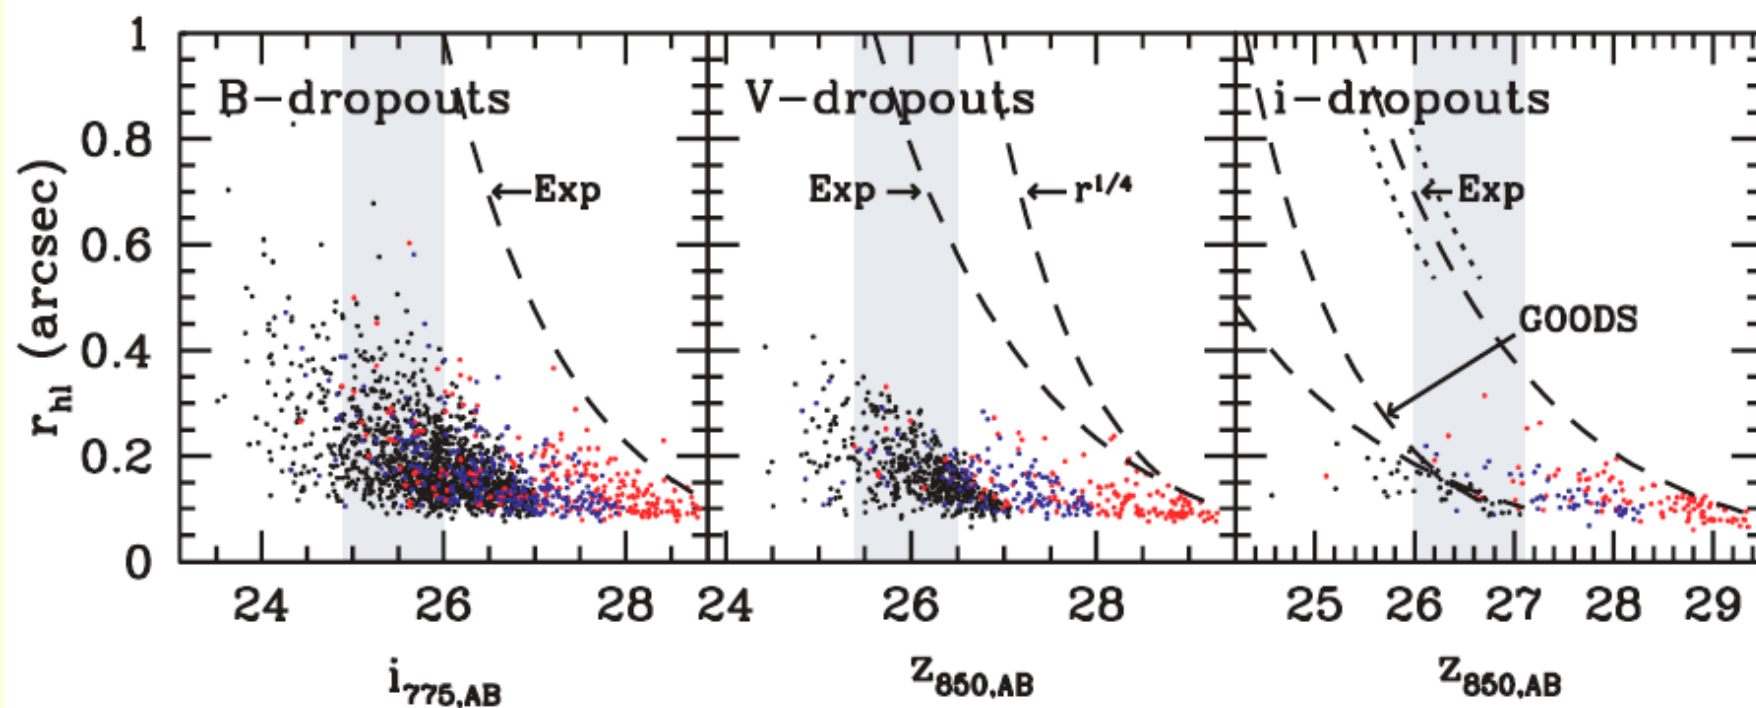 1
0.8
0.6
0.4
0.2
0
r_hl (arcsec)
B-dropouts
Exp
24 26 28
i_775,AB
V-dropouts
Exp
r^1/4
24 26 28
z_850,AB
i-dropouts
Exp
GOODS
25 26 27 28 29
z_850,AB